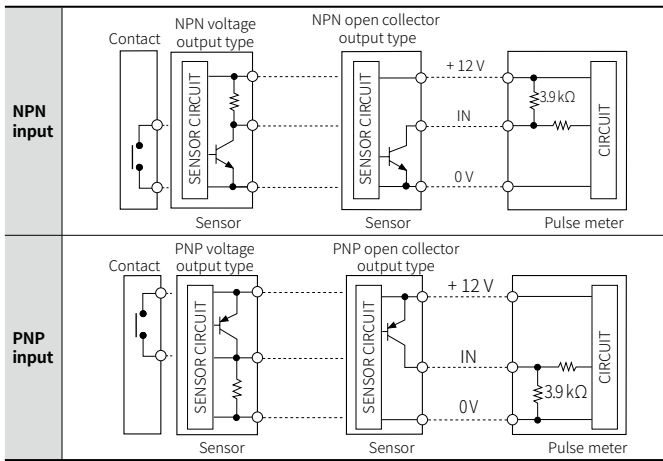 NPN
input
Contact
NPN voltage
output type
NPN open collector
output type
SENSOR CIRCUIT
SENSOR CIRCUIT
+ 12 V
IN
0 V
3.9 kΩ
CIRCUIT
Sensor
Sensor
Pulse meter
PNP
input
Contact
PNP voltage
output type
PNP open collector
output type
SENSOR CIRCUIT
SENSOR CIRCUIT
+ 12 V
IN
0 V
3.9 kΩ
CIRCUIT
Sensor
Sensor
Pulse meter